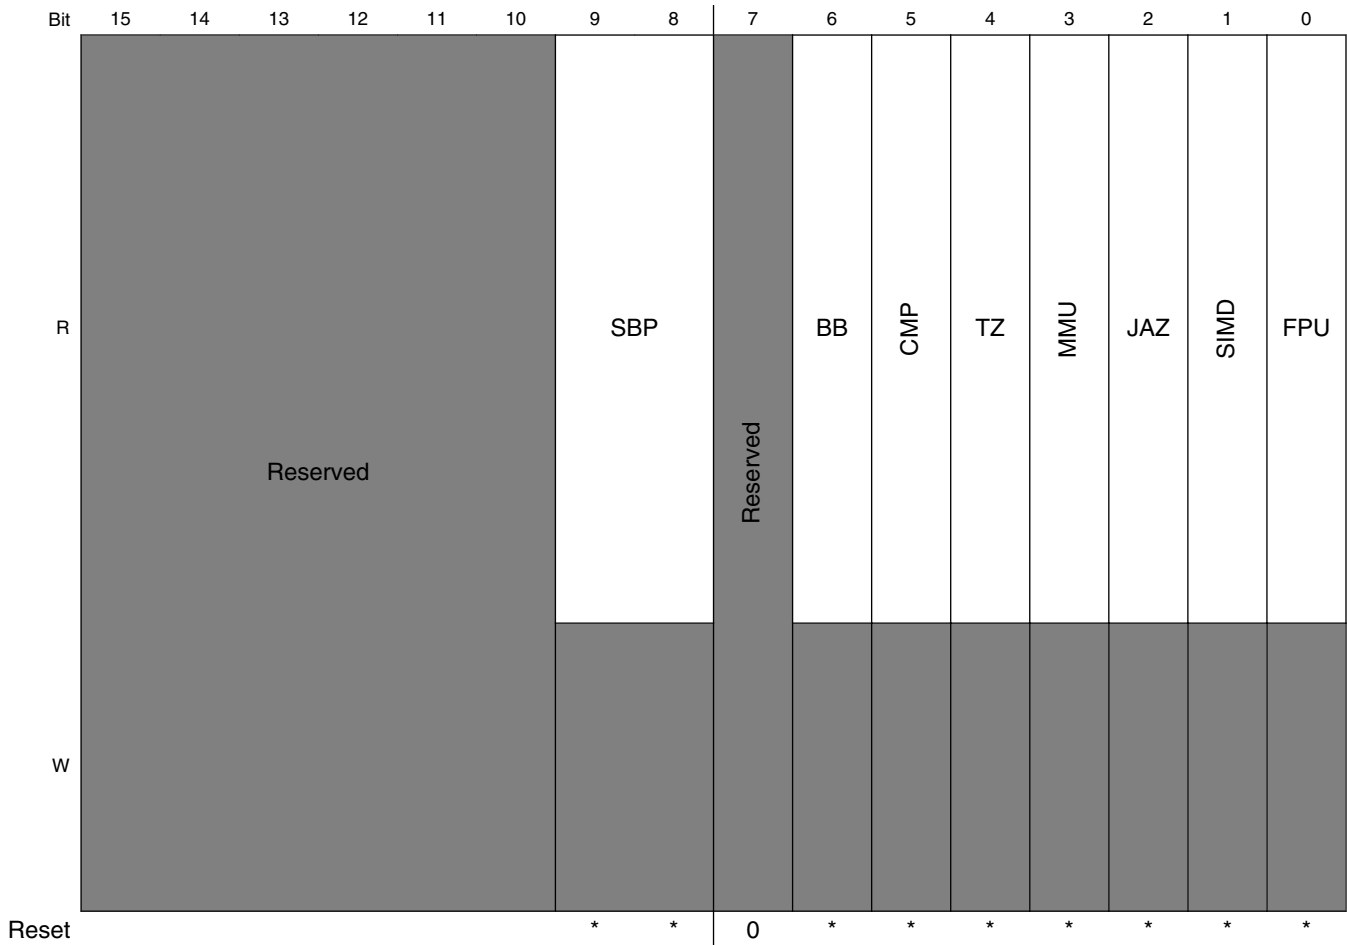 Bit 15 14 13 12 11 10 9 8 7 6 5 4 3 2 1 0
R SBP BB CMP TZ MMU JAZ SIMD FPU
Reserved Reserved
W
Reset * * 0 * * * * * * *